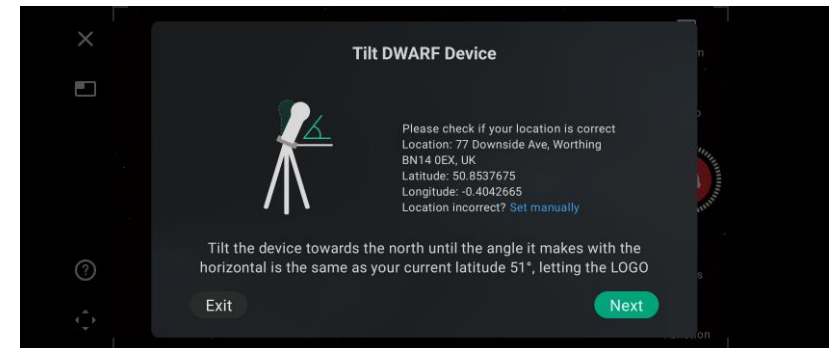 Tilt DWARF Device
Please check if your location is correct
Location: 77 Downside Ave, Worthing
BN14 0EX, UK
Latitude: 50.8537675
Longitude: -0.4042665
Location incorrect? Set manually
Tilt the device towards the north until the angle it makes with the
horizontal is the same as your current latitude 51°, letting the LOGO
Exit
Next